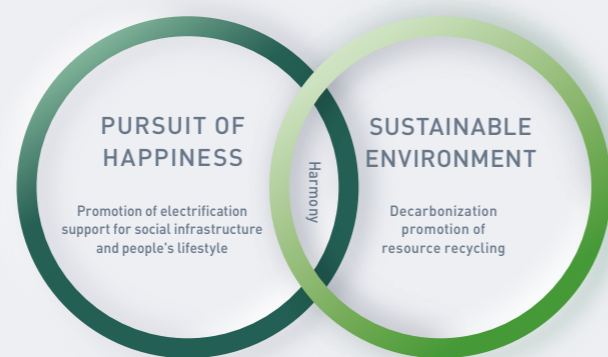 PURSUIT OF
HAPPINESS
Promotion of electrification
support for social infrastructure
and people's lifestyle
Harmony
SUSTAINABLE
ENVIRONMENT
Decarbonization
promotion of
resource recycling